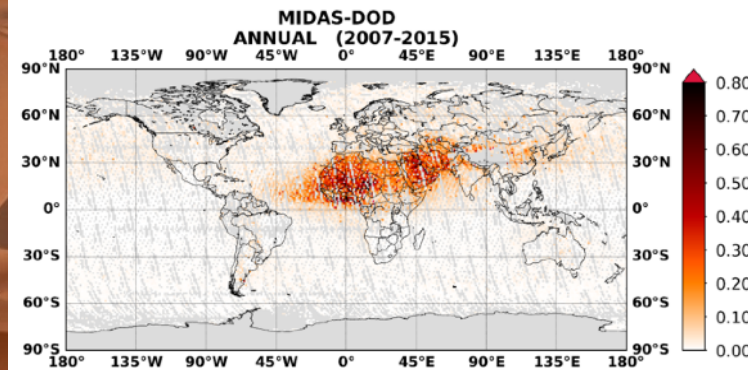 MIDAS-DOD
ANNUAL (2007-2015)
180° 135°W 90°W 45°W 0° 45°E 90°E 135°E 180°
90°N 90°N 0.80
60°N 60°N 0.70
0.60
30°N 30°N 0.50
0° 0° 0.40
0.30
30°S 30°S 0.20
60°S 60°S 0.10
90°S 90°S 0.00
180° 135°W 90°W 45°W 0° 45°E 90°E 135°E 180°